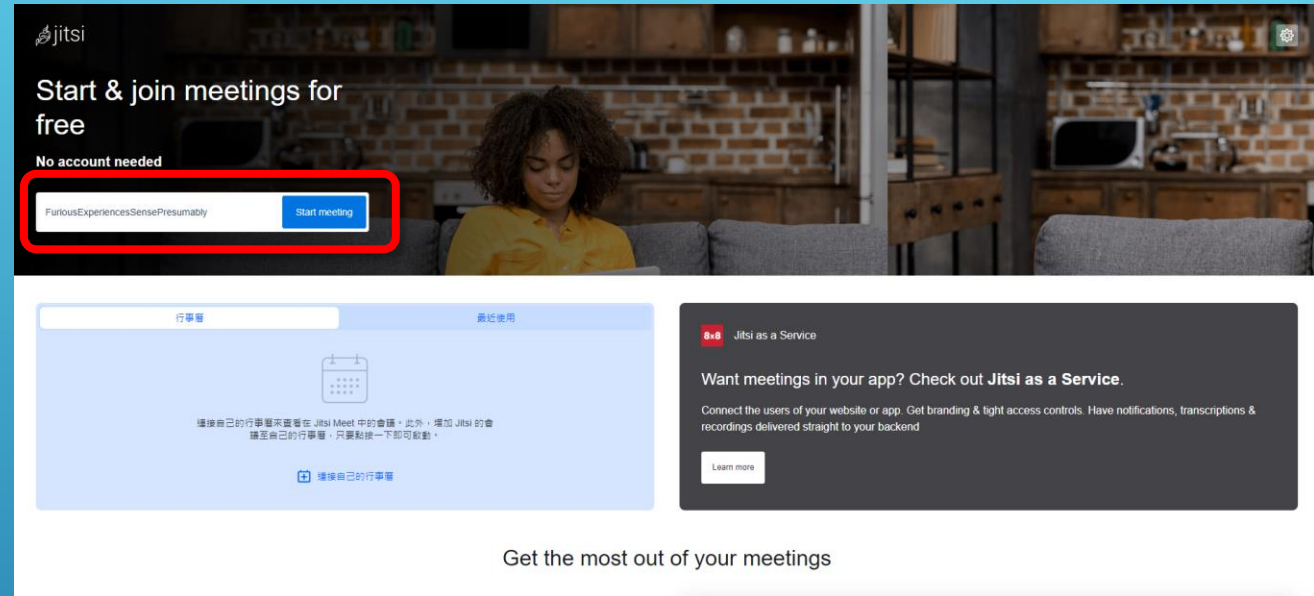 jitsi
Start & join meetings for
free
No account needed
FuriousExperiencesSensePresumably
Start meeting
行事曆
最近使用
連接自己的行事曆來查看在 Jitsi Meet 中的會議。此外,增加 Jitsi 的會
議至自己的行事曆,只要點接一下即可啟動。
連接自己的行事曆
8x8 Jitsi as a Service
Want meetings in your app? Check out Jitsi as a Service.
Connect the users of your website or app. Get branding & tight access controls. Have notifications, transcriptions &
recordings delivered straight to your backend
Learn more
Get the most out of your meetings